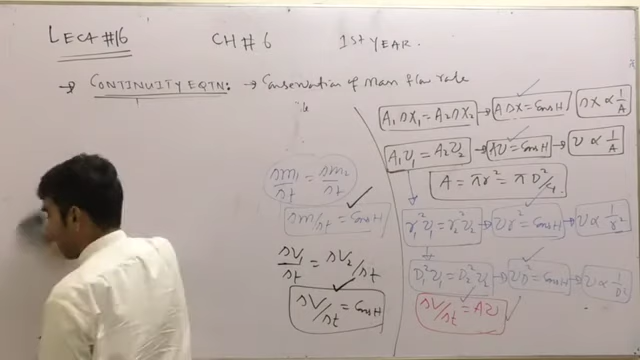 LEC# #16 CH # 6 1ST YEAR.
→ CONTINUITY EQTN: → Conservation of Mass flow rate
Δm₁/Δt = Δm₂/Δt
Δm/Δt = Const
ΔV₁/Δt = ΔV₂/Δt
ΔV/Δt = Const
A₁ΔX₁ = A₂ΔX₂ → AΔX = Const ΔX ∝ 1/A
A₁v₁ = A₂v₂ → Av = Const → v ∝ 1/A
A = πr² = πD²/4
r₁²v₁ = r₂²v₂ → vr² = Const → v ∝ 1/r²
D₁²v₁ = D₂²v₂ → vD² = Const → v ∝ 1/D²
ΔV/Δt = Av